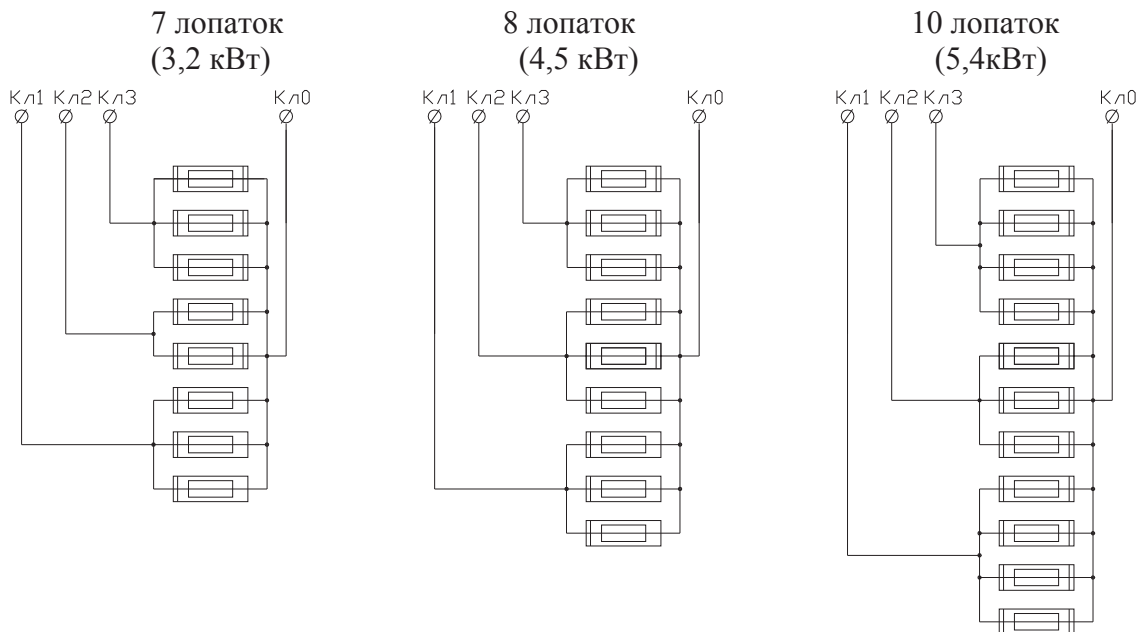 7 лопаток
(3,2 кВт)
Кл1 Кл2 Кл3 Кл0
8 лопаток
(4,5 кВт)
Кл1 Кл2 Кл3 Кл0
10 лопаток
(5,4кВт)
Кл1 Кл2 Кл3 Кл0